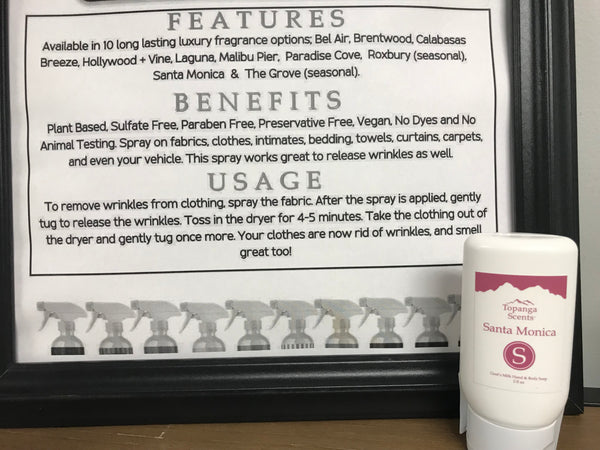 FEATURES
Available in 10 long lasting luxury fragrance options; Bel Air, Brentwood, Calabasas
Breeze, Hollywood + Vine, Laguna, Malibu Pier, Paradise Cove, Roxbury (seasonal),
Santa Monica & The Grove (seasonal).
BENEFITS
Plant Based, Sulfate Free, Paraben Free, Preservative Free, Vegan, No Dyes and No
Animal Testing. Spray on fabrics, clothes, intimates, bedding, towels, curtains, carpets,
and even your vehicle. This spray works great to release wrinkles as well.
USAGE
To remove wrinkles from clothing, spray the fabric. After the spray is applied, gently
tug to release the wrinkles. Toss in the dryer for 4-5 minutes. Take the clothing out of
the dryer and gently tug once more. Your clothes are now rid of wrinkles, and smell
great too!
Topanga
Scents
Santa Monica
S
Goat's Milk Hand & Body Soap